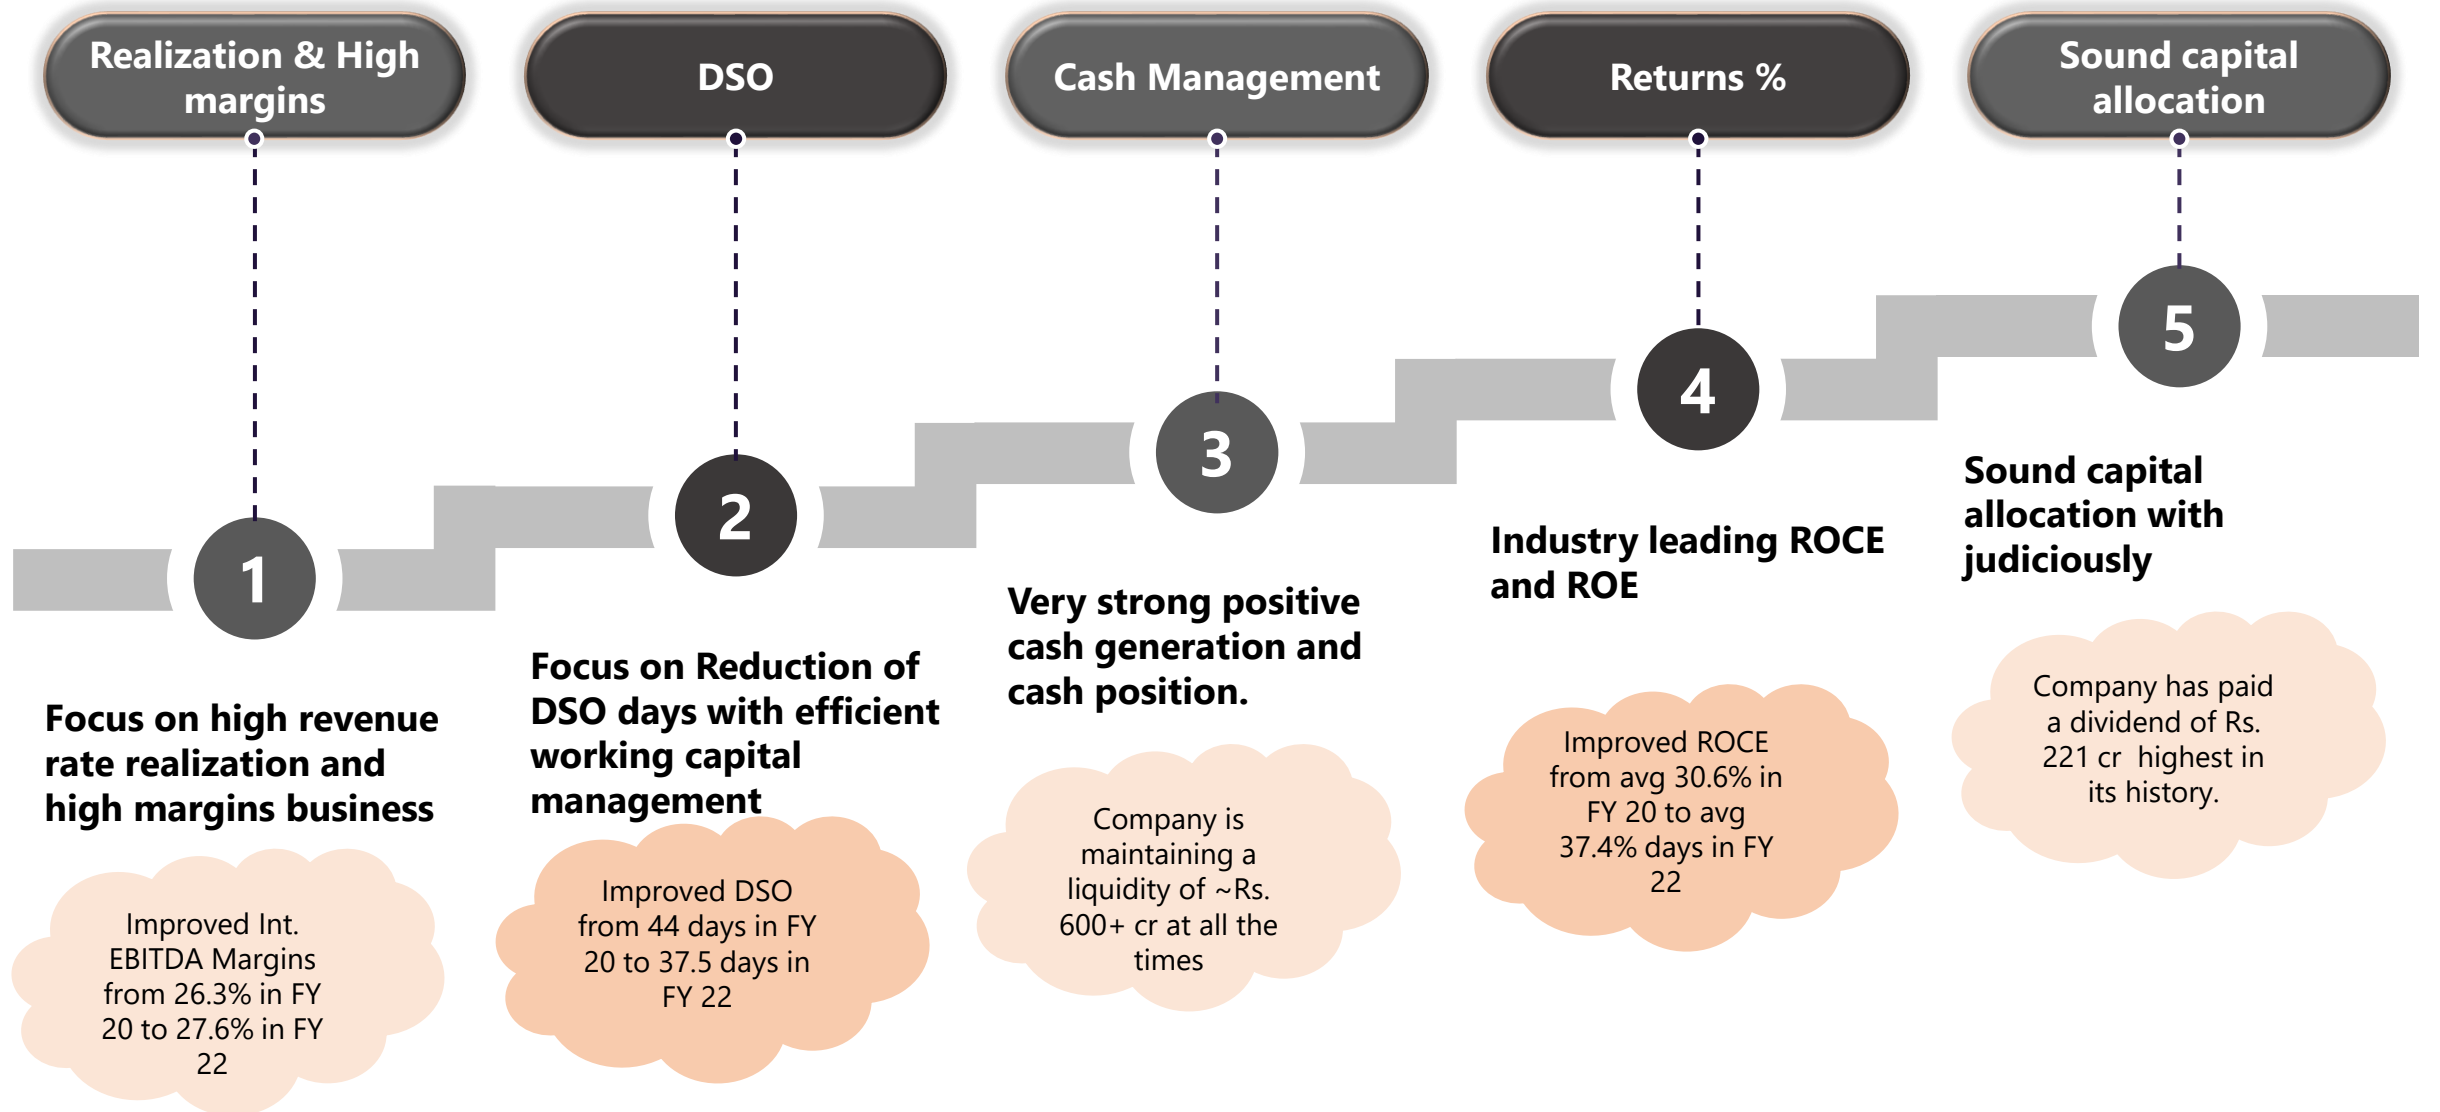 Realization & High
margins
DSO
Cash Management
Returns %
Sound capital
allocation
1
Focus on high revenue
rate realization and
high margins business
Improved Int.
EBITDA Margins
from 26.3% in FY
20 to 27.6% in FY
22
2
Focus on Reduction of
DSO days with efficient
working capital
management
Improved DSO
from 44 days in FY
20 to 37.5 days in
FY 22
3
Very strong positive
cash generation and
cash position.
Company is
maintaining a
liquidity of ~Rs.
600+ cr at all the
times
4
Industry leading ROCE
and ROE
Improved ROCE
from avg 30.6% in
FY 20 to avg
37.4% days in FY
22
5
Sound capital
allocation with
judiciously
Company has paid
a dividend of Rs.
221 cr  highest in
its history.